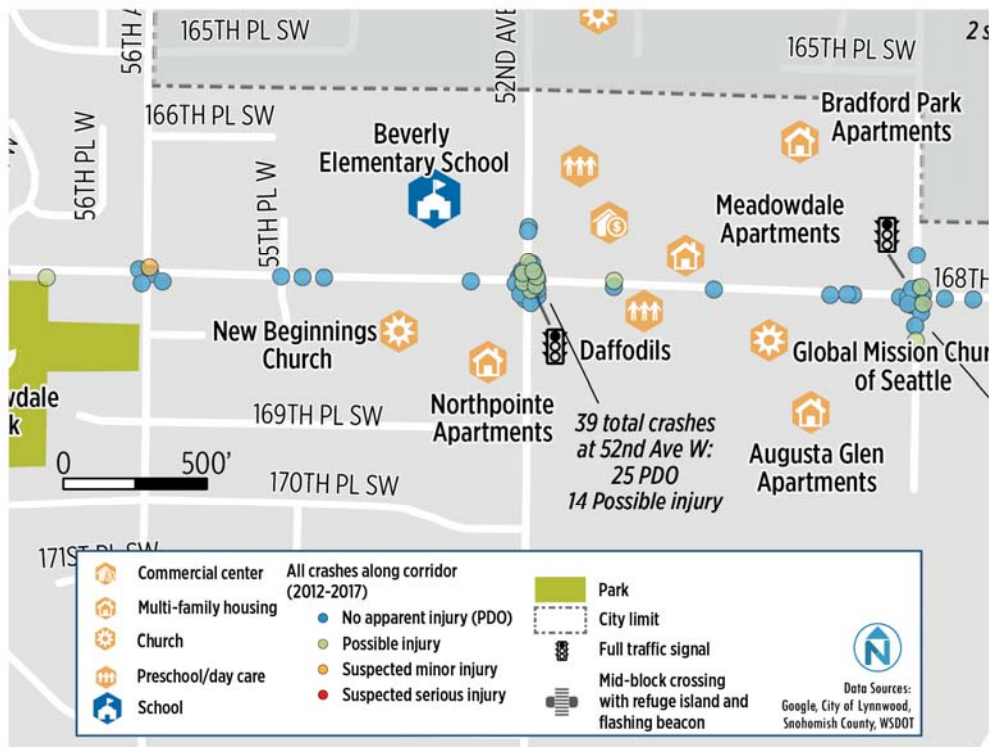 165TH PL SW
56TH A
52ND AVE
165TH PL SW
2 s
166TH PL SW
56TH PL W
55TH PL W
Beverly
Elementary School
Bradford Park
Apartments
Meadowdale
Apartments
168TH
New Beginnings
Church
Daffodils
Global Mission Chur
of Seattle
wdale
k
Northpointe
Apartments
169TH PL SW
39 total crashes
at 52nd Ave W:
25 PDO
14 Possible injury
Augusta Glen
Apartments
0 500'
170TH PL SW
171ST PL SW
Commercial center
Multi-family housing
Church
Preschool/day care
School
All crashes along corridor
(2012-2017)
No apparent injury (PDO)
Possible injury
Suspected minor injury
Suspected serious injury
Park
City limit
Full traffic signal
Mid-block crossing
with refuge island and
flashing beacon
N
Data Sources:
Google, City of Lynnwood,
Snohomish County, WSDOT